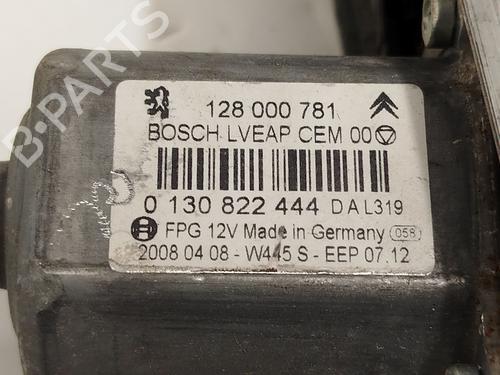 B-PARTS
128 000 781
BOSCH LVEAP CEM 00
0 130 822 444 DAL319
FPG 12V Made in Germany 058
2008 04 08 - W445 S - EEP 07.12